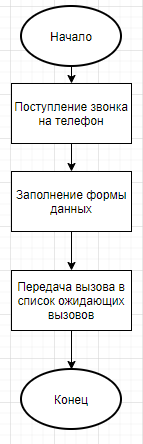 Начало
Поступление звонка
на телефон
Заполнение формы
данных
Передача вызова в
список ожидающих
вызовов
Конец